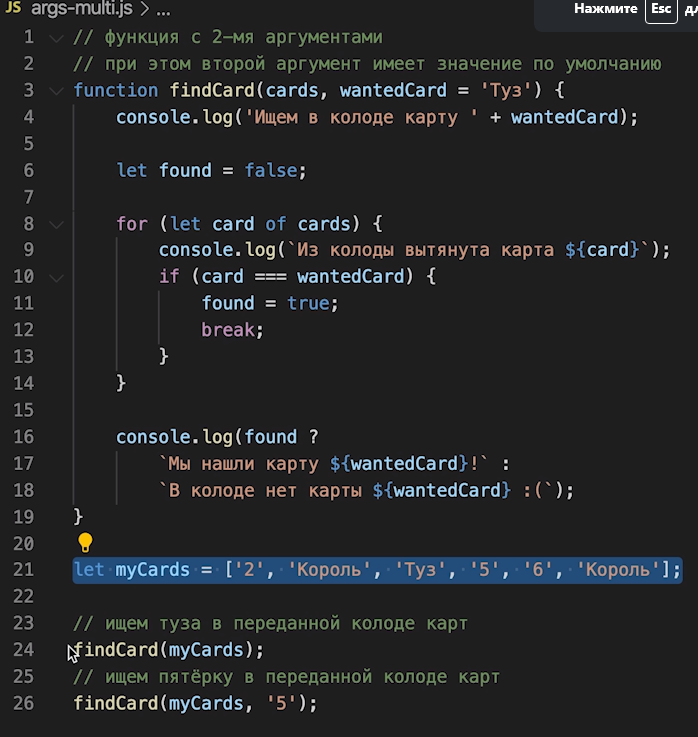 JS args-multi.js > ...
Нажмите Esc дл
1 // функция с 2-мя аргументами
2 // при этом второй аргумент имеет значение по умолчанию
3 function findCard(cards, wantedCard = 'Туз') {
4     console.log('Ищем в колоде карту ' + wantedCard);
5
6     let found = false;
7
8     for (let card of cards) {
9         console.log(`Из колоды вытянута карта ${card}`);
10         if (card === wantedCard) {
11             found = true;
12             break;
13         }
14     }
15
16     console.log(found ?
17         `Мы нашли карту ${wantedCard}!` :
18         `В колоде нет карты ${wantedCard} :(`);
19 }
20
21 let myCards = ['2', 'Король', 'Туз', '5', '6', 'Король'];
22
23 // ищем туза в переданной колоде карт
24 findCard(myCards);
25 // ищем пятёрку в переданной колоде карт
26 findCard(myCards, '5');